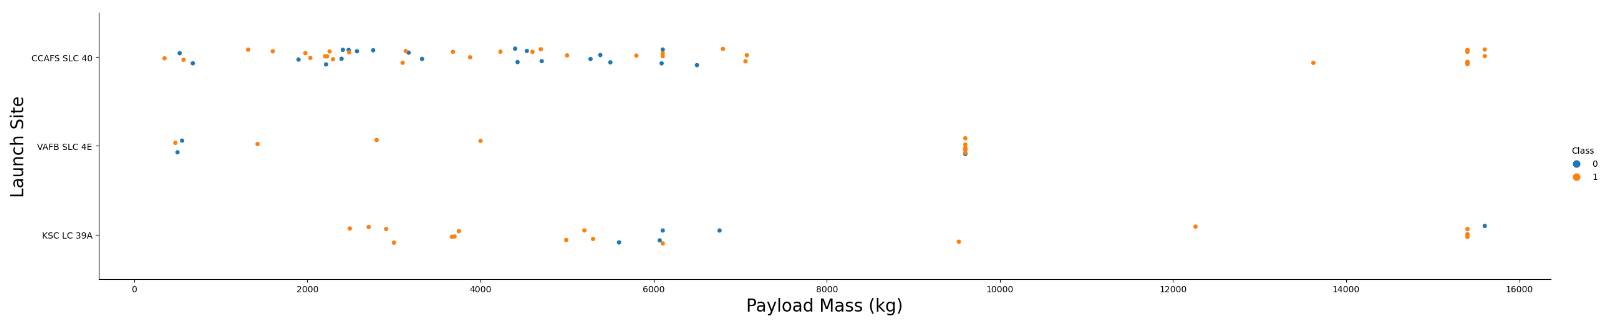 CCAFS SLC 40
VAFB SLC 4E
KSC LC 39A
Launch Site
0 2000 4000 6000 8000 10000 12000 14000 16000
Payload Mass (kg)
Class
0
1